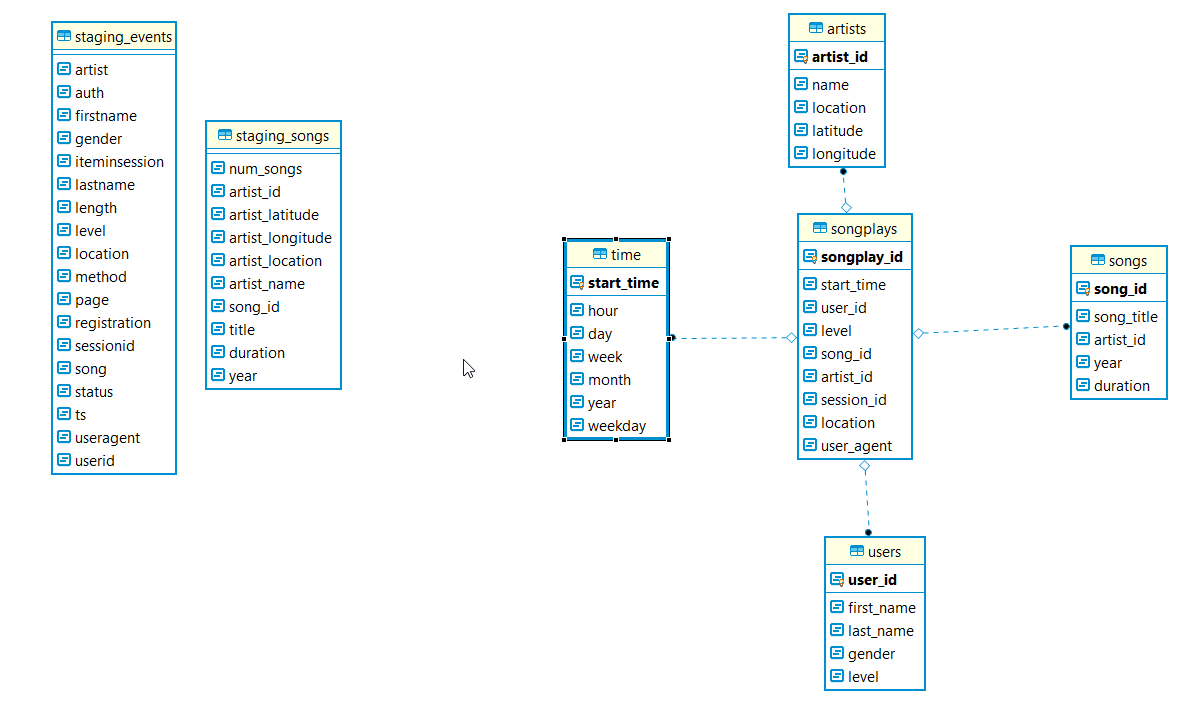 staging_events
artist
auth
firstname
gender
iteminsession
lastname
length
level
location
method
page
registration
sessionid
song
status
ts
useragent
userid
staging_songs
num_songs
artist_id
artist_latitude
artist_longitude
artist_location
artist_name
song_id
title
duration
year
time
start_time
hour
day
week
month
year
weekday
artists
artist_id
name
location
latitude
longitude
songplays
songplay_id
start_time
user_id
level
song_id
artist_id
session_id
location
user_agent
songs
song_id
song_title
artist_id
year
duration
users
user_id
first_name
last_name
gender
level